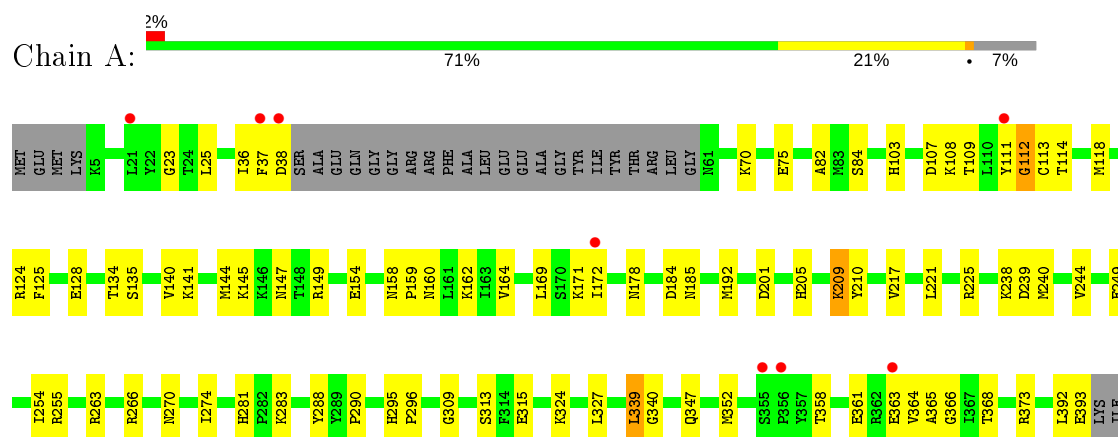 2%
Chain A:
71% 21% • 7%
MET GLU MET LYS K5 L21 Y22 G23 T24 L25 I36 F37 D38 SER ALA GLU GLN GLY GLY ARG ARG PHE ALA LEU GLU GLU ALA GLY TYR ILE TYR THR ARG LEU GLY N61 K70 E75 A82 M83 S84 H103 D107 K108 T109 L110 Y111 G112 C113 T114 M118
R124 F125 E128 T134 S135 V140 K141 M144 K145 K146 N147 T148 R149 E154 N158 P159 N160 L161 K162 I163 V164 L169 S170 K171 I172 N178 D184 N185 M192 D201 H205 K209 Y210 V217 L221 R225 K238 D239 M240 V244
I254 R255 R263 R266 N270 I274 H281 P282 K283 Y288 Y289 P290 H295 P296 G309 S313 F314 E315 K324 L327 L339 G340 Q347 M352 S355 P356 Y357 T358 E361 R362 E363 V364 A365 G366 I367 T368 R373 L392 E393 LYS